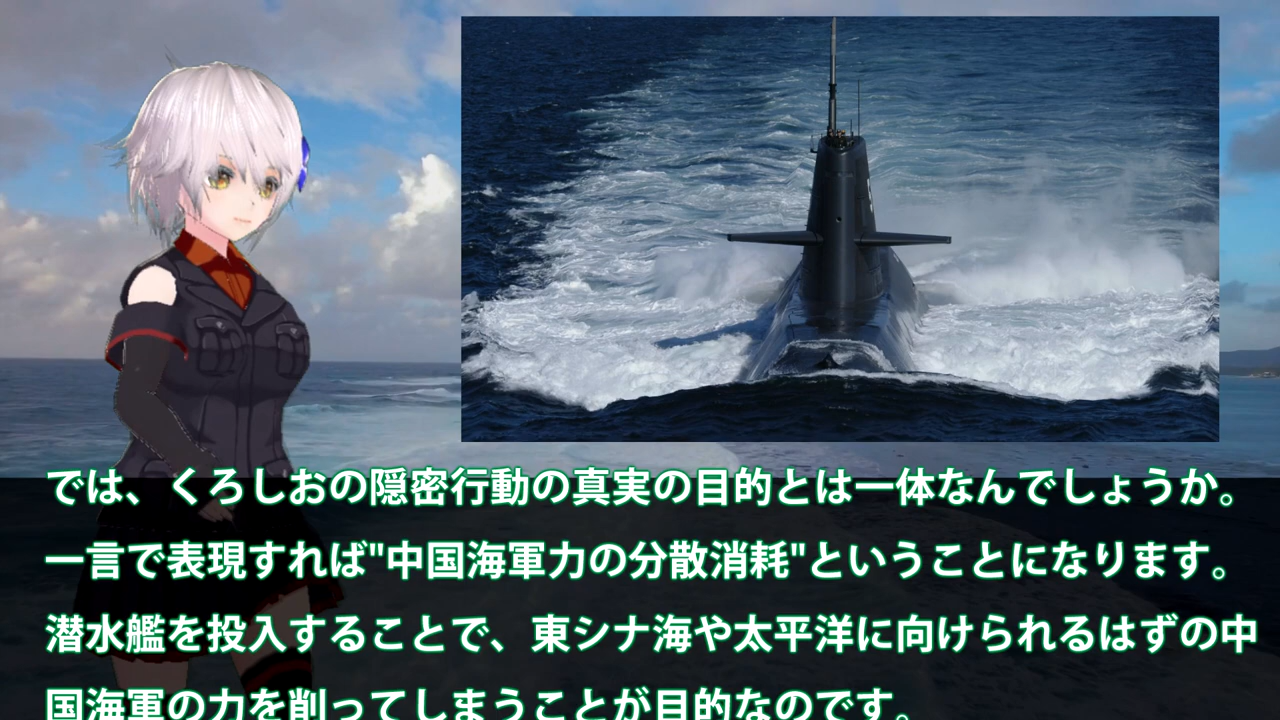 では、くろしおの隠密行動の真実の目的とは一体なんでしょうか。
一言で表現すれば"中国海軍力の分散消耗"ということになります。
潜水艦を投入することで、東シナ海や太平洋に向けられるはずの中
国海軍の力を削ってしまうことが目的なのです。